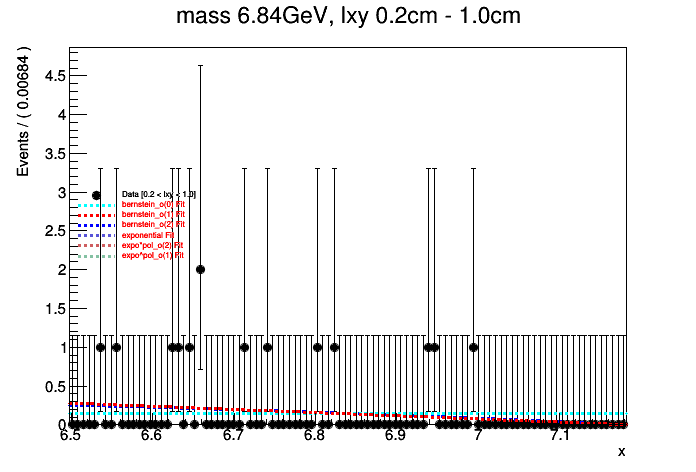 mass 6.84GeV, lxy 0.2cm - 1.0cm
Events / ( 0.00684 )
4.5
4
3.5
3
2.5
2
1.5
1
0.5
0
Data [0.2 < lxy < 1.0]
bernstein_o(0) Fit
bernstein_o(1) Fit
bernstein_o(2) Fit
exponential Fit
expo*pol_o(2) Fit
expo*pol_o(1) Fit
6.5 6.6 6.7 6.8 6.9 7 7.1
x